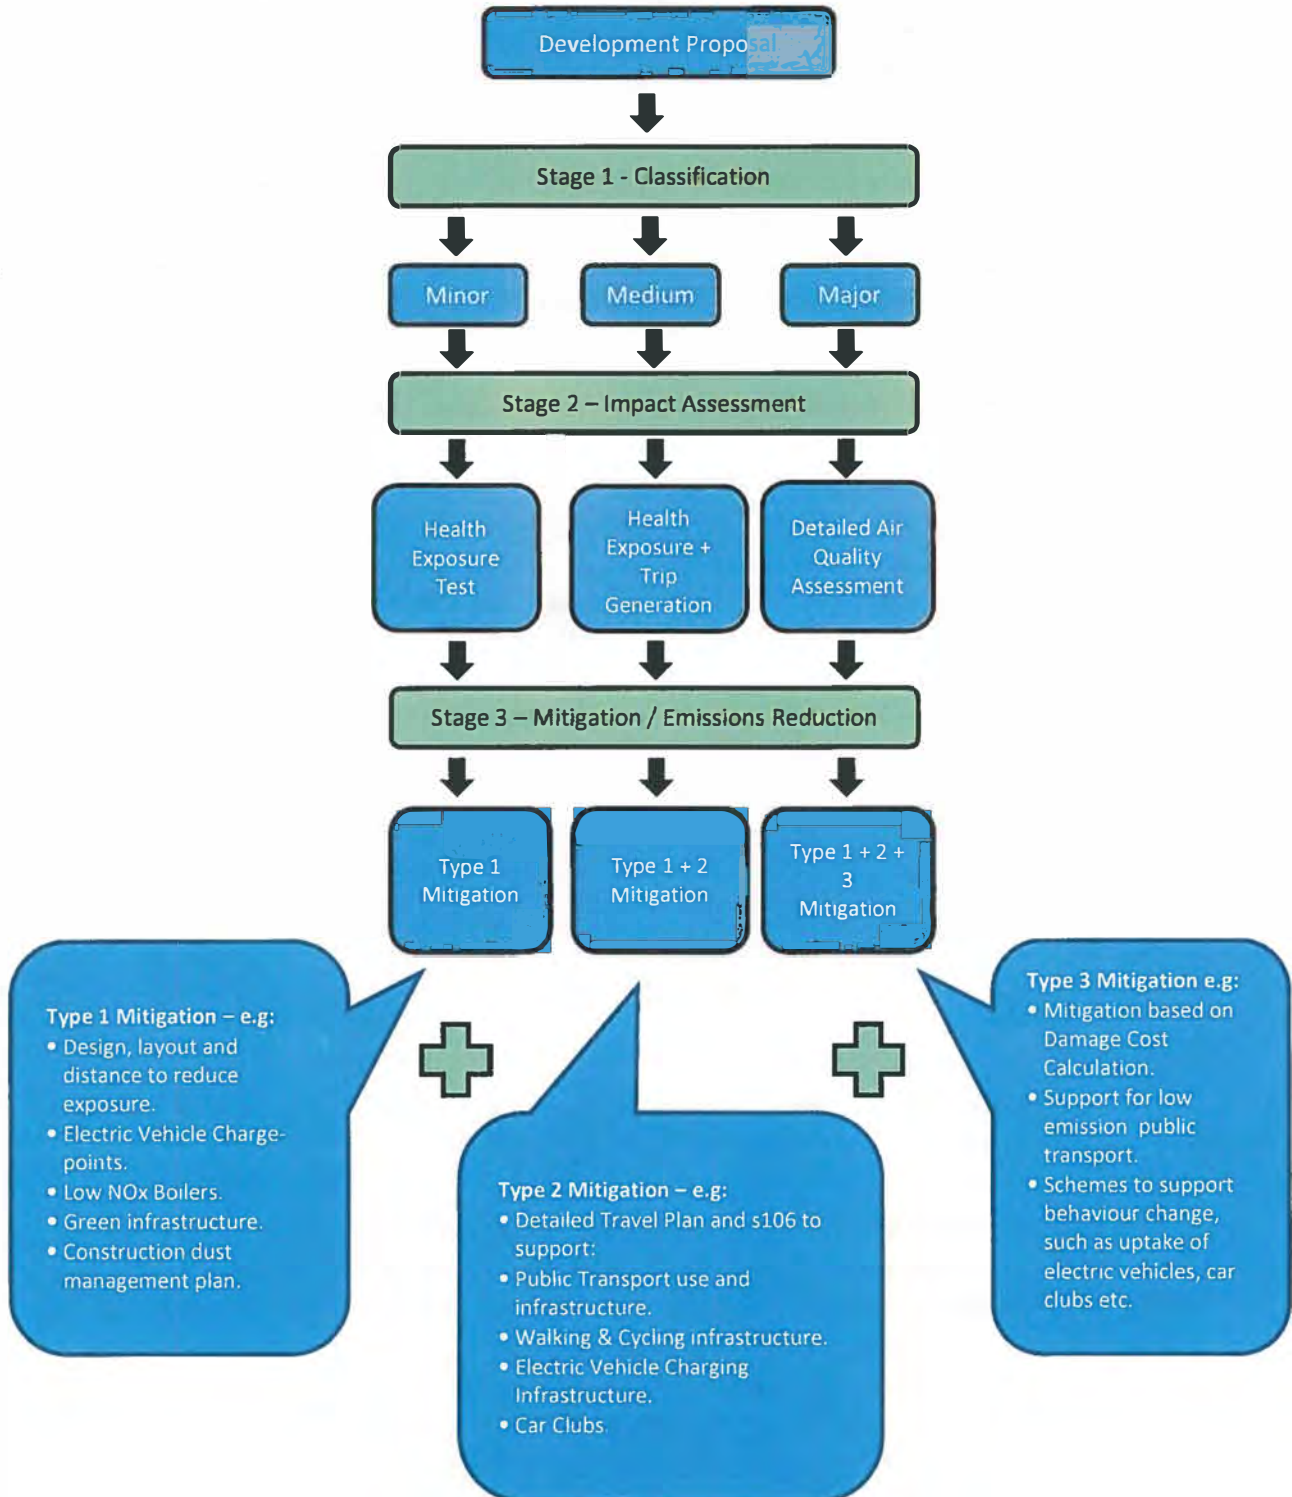 Development Proposal
Stage 1 - Classification
Minor
Medium
Major
Stage 2 – Impact Assessment
Health
Exposure
Test
Health
Exposure +
Trip
Generation
Detailed Air
Quality
Assessment
Stage 3 – Mitigation / Emissions Reduction
Type 1
Mitigation
Type 1 + 2
Mitigation
Type 1 + 2 +
3
Mitigation
Type 1 Mitigation – e.g:
• Design, layout and
distance to reduce
exposure.
• Electric Vehicle Charge-
points.
• Low NOx Boilers.
• Green infrastructure.
• Construction dust
management plan.
Type 2 Mitigation – e.g:
• Detailed Travel Plan and s106 to
support:
• Public Transport use and
infrastructure.
• Walking & Cycling infrastructure.
• Electric Vehicle Charging
Infrastructure.
• Car Clubs.
Type 3 Mitigation e.g:
• Mitigation based on
Damage Cost
Calculation.
• Support for low
emission public
transport.
• Schemes to support
behaviour change,
such as uptake of
electric vehicles, car
clubs etc.